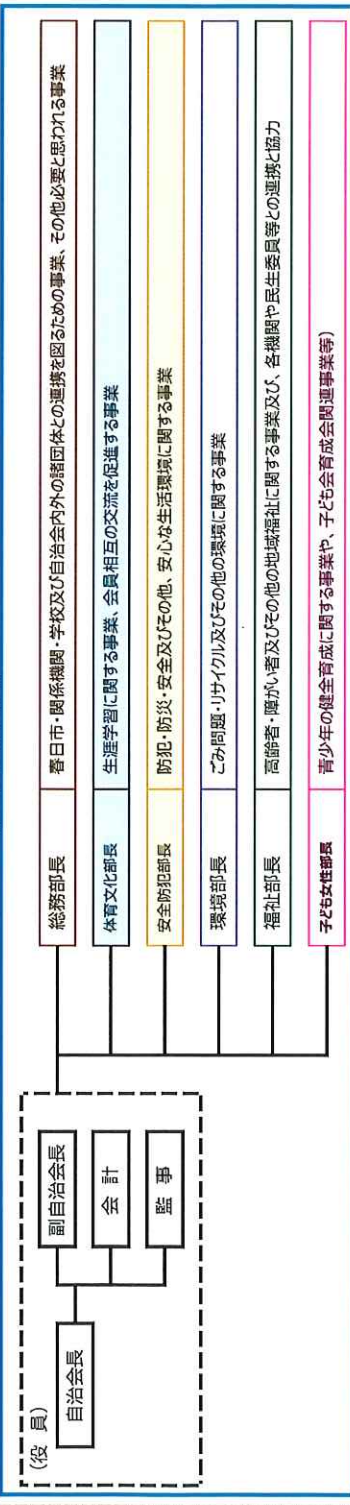 (役 員)
自治会長
副自治会長
会 計
監 事
総務部長
春日市・関係機関・学校及び自治会内外の諸団体との連携を図るための事業、その他必要と思われる事業
体育文化部長
生涯学習に関する事業、会員相互の交流を促進する事業
安全防犯部長
防犯・防災・安全及びその他、安心な生活環境に関する事業
環境部長
ごみ問題・リサイクル及びその他の環境に関する事業
福祉部長
高齢者・障がい者及びその他の地域福祉に関する事業及び、各機関や民生委員等との連携と協力
子ども女性部長
青少年の健全育成に関する事業や、子ども会育成会関連事業等)